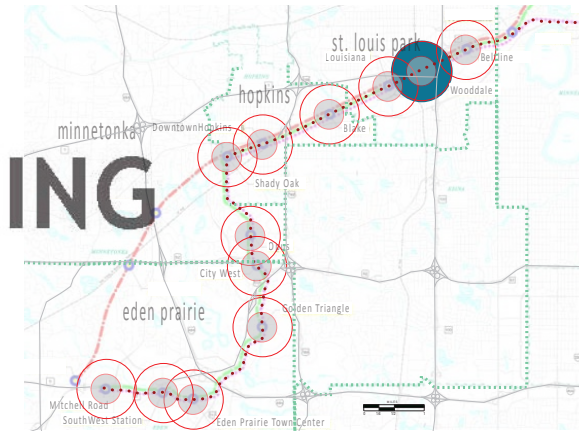 st. louis park
Louisiana
Beltline
Wooddale
hopkins
minnetonka
DowntownHopkins
Blake
ING
Shady Oak
City West
eden prairie
Golden Triangle
Mitchell Road
SouthWest Station
Eden Prairie Town Center